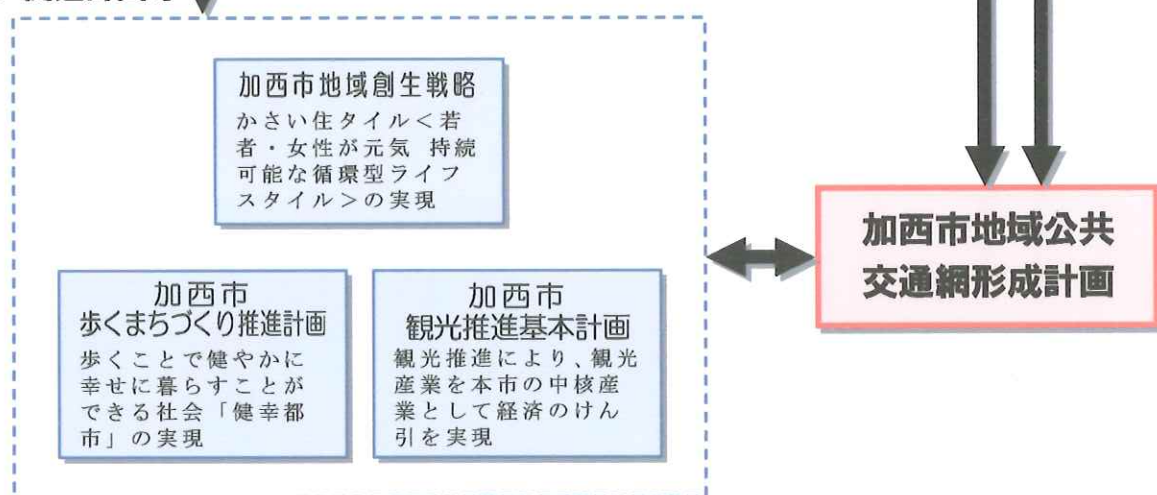 加西市地域創生戦略
かさい住タイル＜若
者・女性が元気 持続
可能な循環型ライフ
スタイル＞の実現
加西市
歩くまちづくり推進計画
歩くことで健やかに
幸せに暮らすことが
できる社会「健幸都
市」の実現
加西市
観光推進基本計画
観光推進により、観光
産業を本市の中核産
業として経済のけん
引を実現
加西市地域公共
交通網形成計画